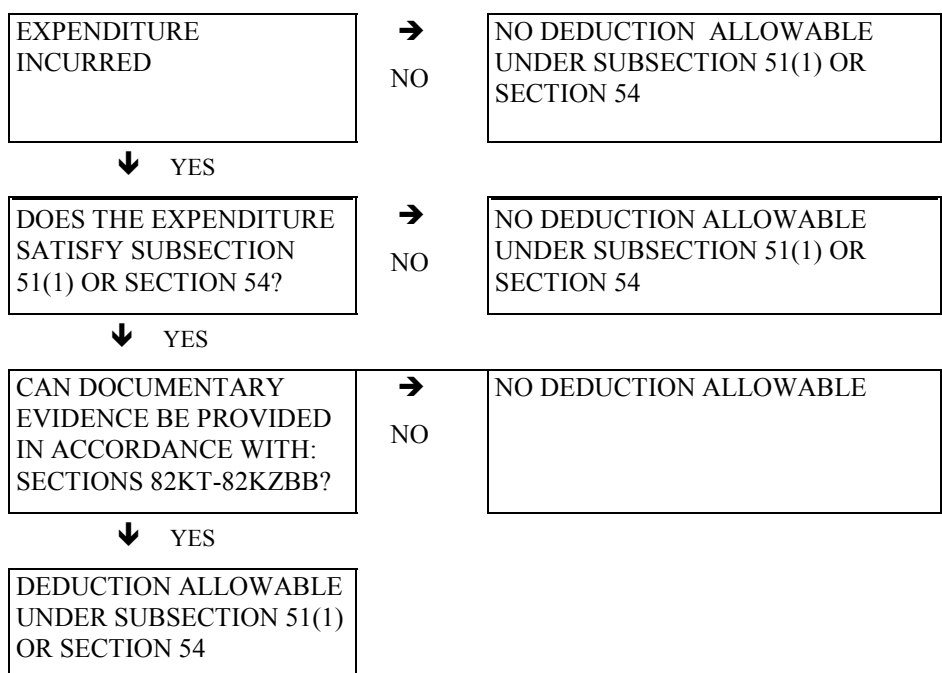 EXPENDITURE
INCURRED
➔
NO
NO DEDUCTION ALLOWABLE
UNDER SUBSECTION 51(1) OR
SECTION 54
🡻 YES
DOES THE EXPENDITURE
SATISFY SUBSECTION
51(1) OR SECTION 54?
➔
NO
NO DEDUCTION ALLOWABLE
UNDER SUBSECTION 51(1) OR
SECTION 54
🡻 YES
CAN DOCUMENTARY
EVIDENCE BE PROVIDED
IN ACCORDANCE WITH:
SECTIONS 82KT-82KZBB?
➔
NO
NO DEDUCTION ALLOWABLE
🡻 YES
DEDUCTION ALLOWABLE
UNDER SUBSECTION 51(1)
OR SECTION 54